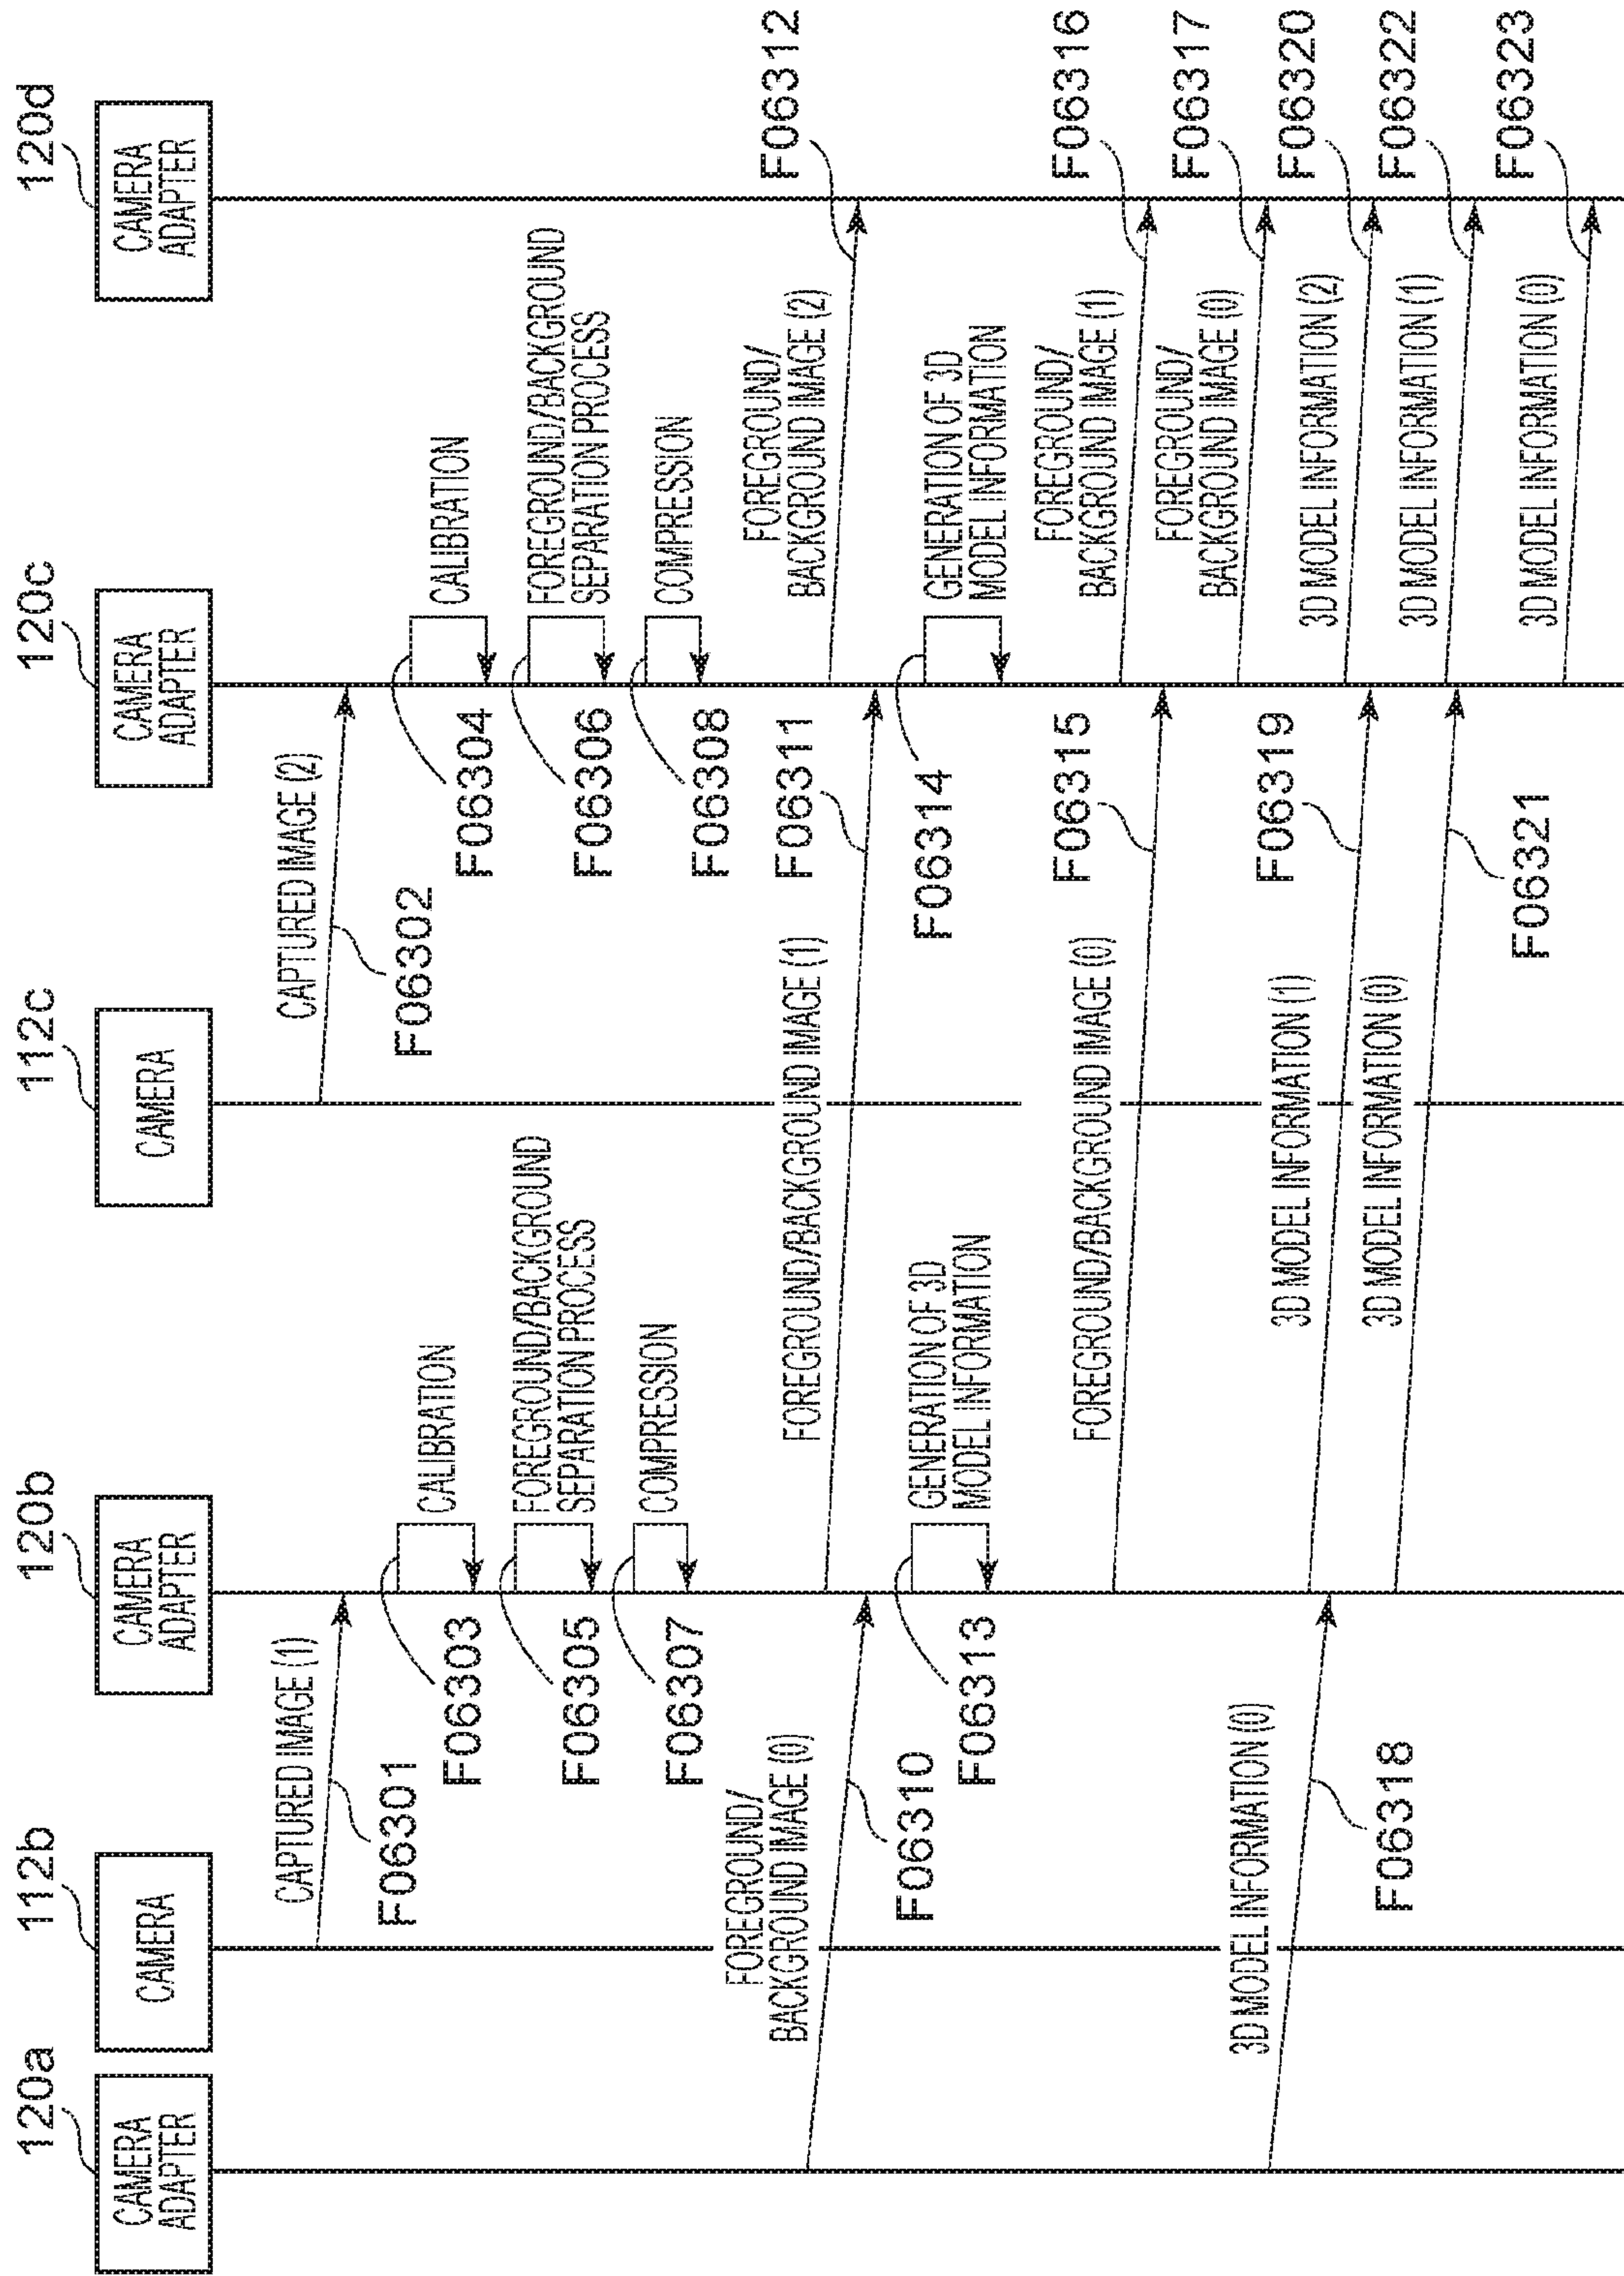 120a
112b
120b
112c
120c
120d
CAMERA
ADAPTER
CAMERA
CAMERA
ADAPTER
CAMERA
CAMERA
ADAPTER
CAMERA
ADAPTER
CAPTURED IMAGE (1)
F06301
CAPTURED IMAGE (2)
F06302
CALIBRATION
F06303
CALIBRATION
F06304
FOREGROUND/BACKGROUND
SEPARATION PROCESS
F06305
FOREGROUND/BACKGROUND
SEPARATION PROCESS
F06306
COMPRESSION
F06307
COMPRESSION
F06308
FOREGROUND/
BACKGROUND IMAGE (0)
F06310
FOREGROUND/BACKGROUND IMAGE (1)
F06311
FOREGROUND/
BACKGROUND IMAGE (2)
F06312
GENERATION OF 3D
MODEL INFORMATION
F06313
GENERATION OF 3D
MODEL INFORMATION
F06314
FOREGROUND/BACKGROUND IMAGE (0)
F06315
FOREGROUND/
BACKGROUND IMAGE (1)
F06316
FOREGROUND/
BACKGROUND IMAGE (0)
F06317
3D MODEL INFORMATION (0)
F06318
3D MODEL INFORMATION (1)
F06319
3D MODEL INFORMATION (2)
F06320
3D MODEL INFORMATION (0)
F06321
3D MODEL INFORMATION (1)
F06322
3D MODEL INFORMATION (0)
F06323